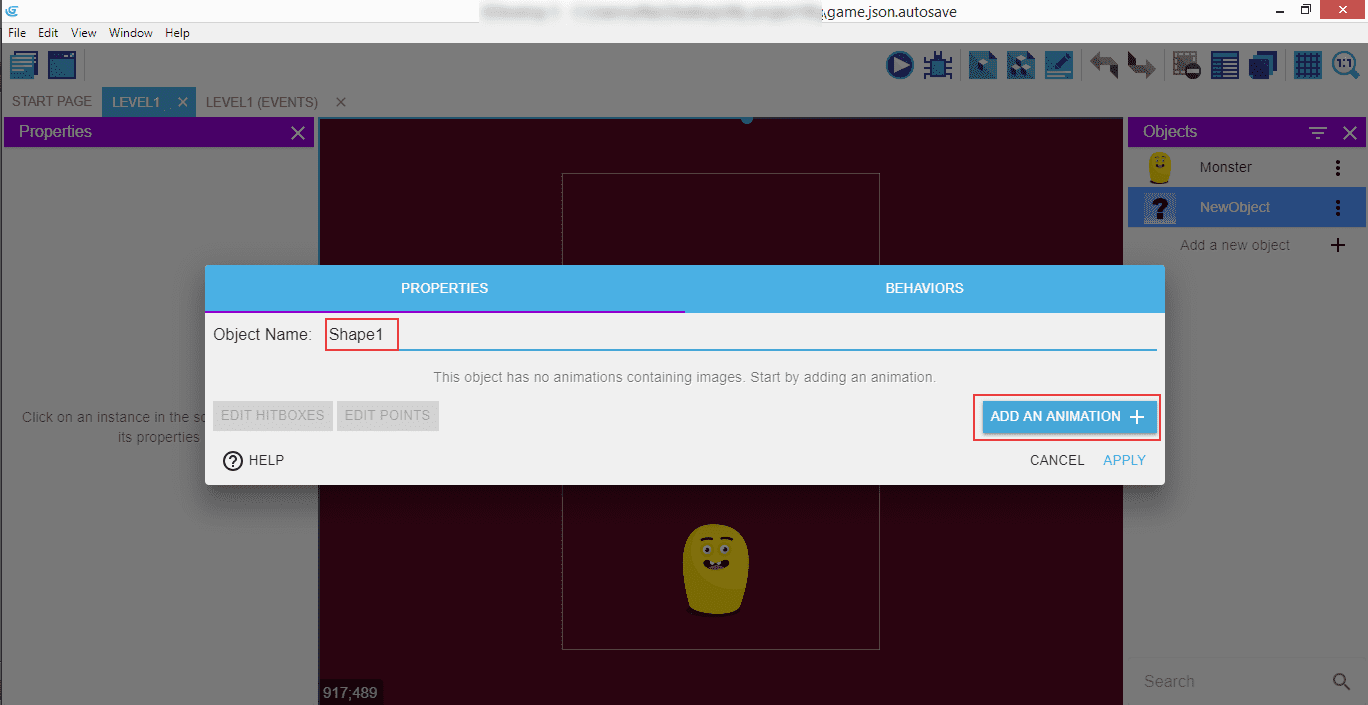 \game.json.autosave
File Edit View Window Help
1:1
START PAGE LEVEL1 LEVEL1 (EVENTS)
Properties
Objects
Monster
NewObject
Add a new object
PROPERTIES BEHAVIORS
Object Name: Shape1
This object has no animations containing images. Start by adding an animation.
EDIT HITBOXES EDIT POINTS ADD AN ANIMATION
HELP CANCEL APPLY
Click on an instance in the
its properties
917;489
Search